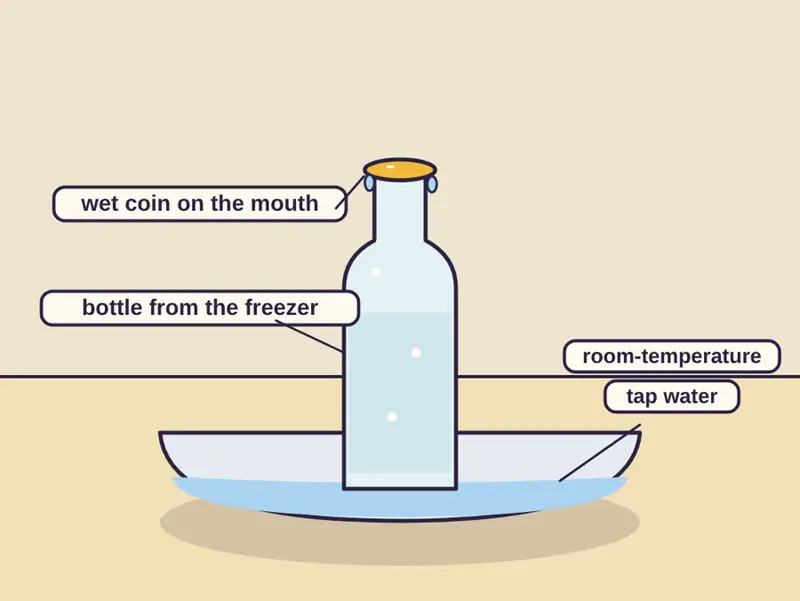 wet coin on the mouth
bottle from the freezer
room-temperature
tap water